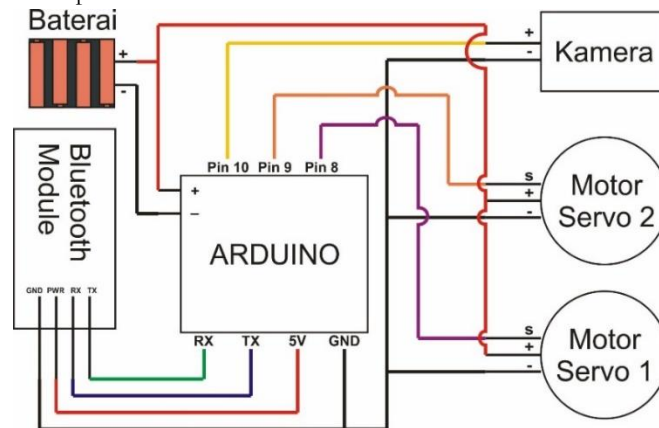 Baterai
+
-
Bluetooth
Module
GND PWR RX TX
Pin 10 Pin 9 Pin 8
+
–
ARDUINO
RX TX 5V GND
+
-
Kamera
s
+
-
Motor
Servo 2
s
+
-
Motor
Servo 1